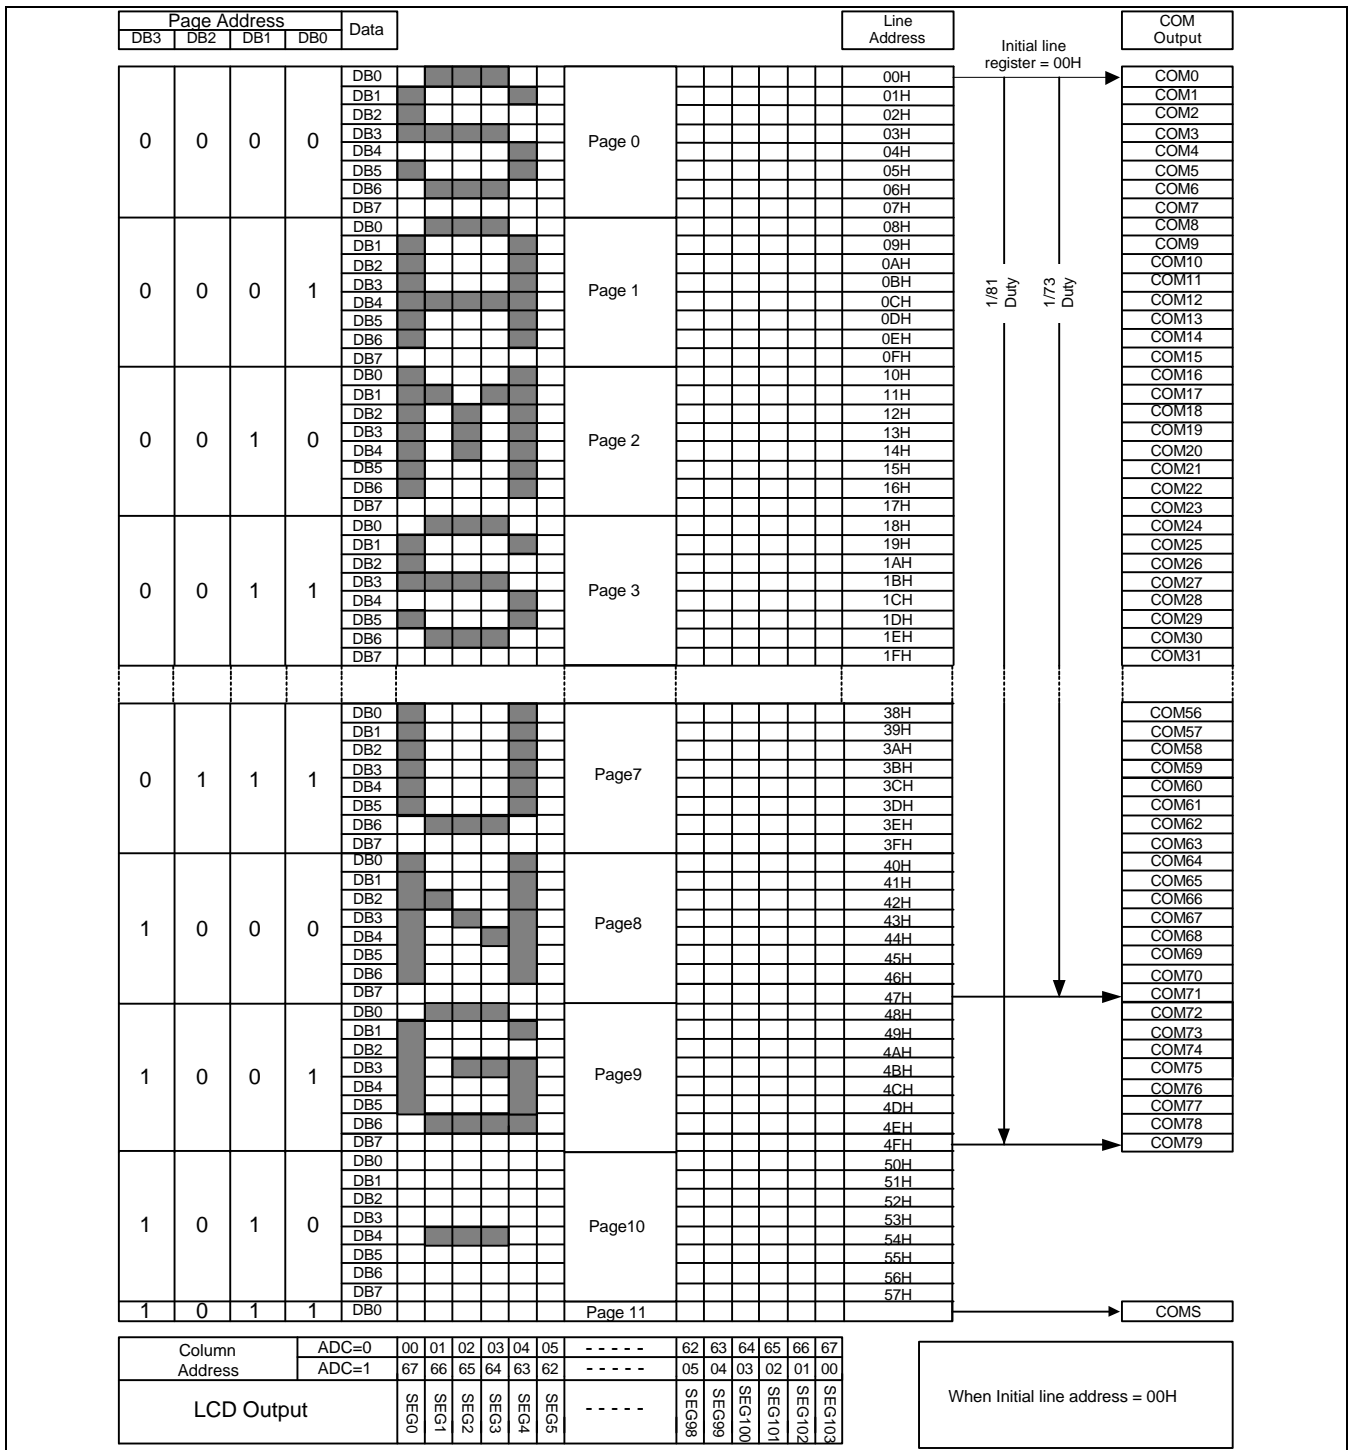 Page Address Data Line Address COM Output
DB3 DB2 DB1 DB0
Initial line register = 00H
DB0 00H COM0
DB1 01H COM1
DB2 02H COM2
DB3 03H COM3
0 0 0 0 Page 0
DB4 04H COM4
DB5 05H COM5
DB6 06H COM6
DB7 07H COM7
DB0 08H COM8
DB1 09H COM9
DB2 0AH COM10
DB3 0BH COM11
0 0 0 1 Page 1 1/81 Duty 1/73 Duty
DB4 0CH COM12
DB5 0DH COM13
DB6 0EH COM14
DB7 0FH COM15
DB0 10H COM16
DB1 11H COM17
DB2 12H COM18
DB3 13H COM19
0 0 1 0 Page 2
DB4 14H COM20
DB5 15H COM21
DB6 16H COM22
DB7 17H COM23
DB0 18H COM24
DB1 19H COM25
DB2 1AH COM26
DB3 1BH COM27
0 0 1 1 Page 3
DB4 1CH COM28
DB5 1DH COM29
DB6 1EH COM30
DB7 1FH COM31
DB0 38H COM56
DB1 39H COM57
DB2 3AH COM58
DB3 3BH COM59
0 1 1 1 Page7
DB4 3CH COM60
DB5 3DH COM61
DB6 3EH COM62
DB7 3FH COM63
DB0 40H COM64
DB1 41H COM65
DB2 42H COM66
DB3 43H COM67
1 0 0 0 Page8
DB4 44H COM68
DB5 45H COM69
DB6 46H COM70
DB7 47H COM71
DB0 48H COM72
DB1 49H COM73
DB2 4AH COM74
DB3 4BH COM75
1 0 0 1 Page9
DB4 4CH COM76
DB5 4DH COM77
DB6 4EH COM78
DB7 4FH COM79
DB0 50H
DB1 51H
DB2 52H
DB3 53H
1 0 1 0 Page10
DB4 54H
DB5 55H
DB6 56H
DB7 57H
1 0 1 1 DB0 Page 11 COMS
Column Address ADC=0 00 01 02 03 04 05 - - - - - 62 63 64 65 66 67
ADC=1 67 66 65 64 63 62 - - - - - 05 04 03 02 01 00
LCD Output SEG0 SEG1 SEG2 SEG3 SEG4 SEG5 - - - - - SEG98 SEG99 SEG100 SEG101 SEG102 SEG103
When Initial line address = 00H